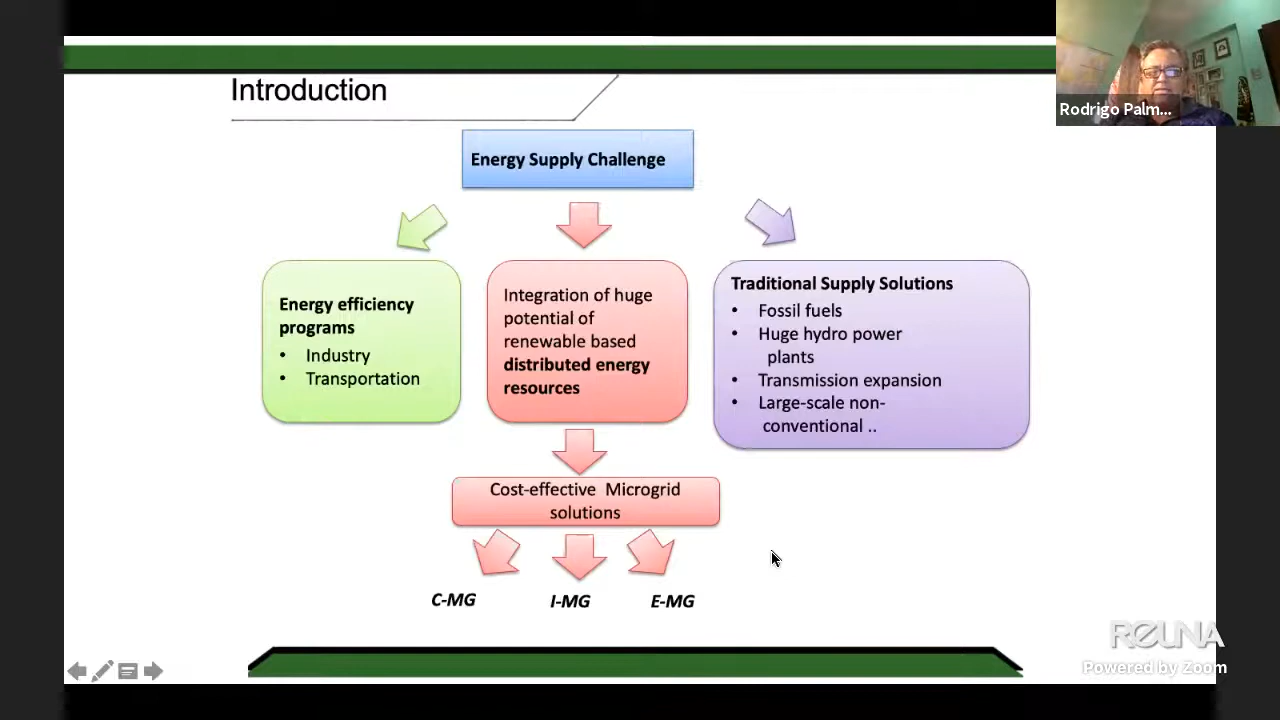 Introduction
Rodrigo Palm...
Energy Supply Challenge
Energy efficiency
programs
• Industry
• Transportation
Integration of huge
potential of
renewable based
distributed energy
resources
Traditional Supply Solutions
• Fossil fuels
• Huge hydro power
plants
• Transmission expansion
• Large-scale non-
conventional ..
Cost-effective Microgrid
solutions
C-MG
I-MG
E-MG
REUNA
Powered by Zoom